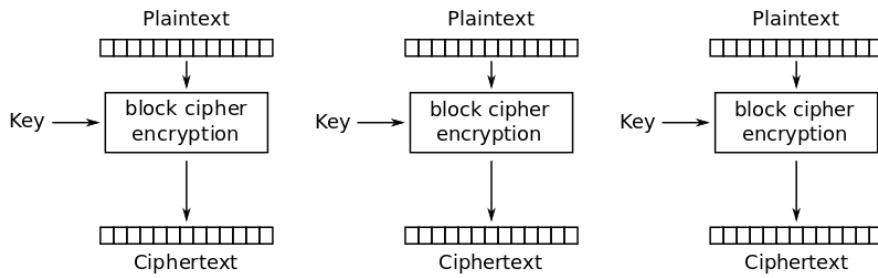 Plaintext
Plaintext
Plaintext
Key
block cipher
encryption
Key
block cipher
encryption
Key
block cipher
encryption
Ciphertext
Ciphertext
Ciphertext